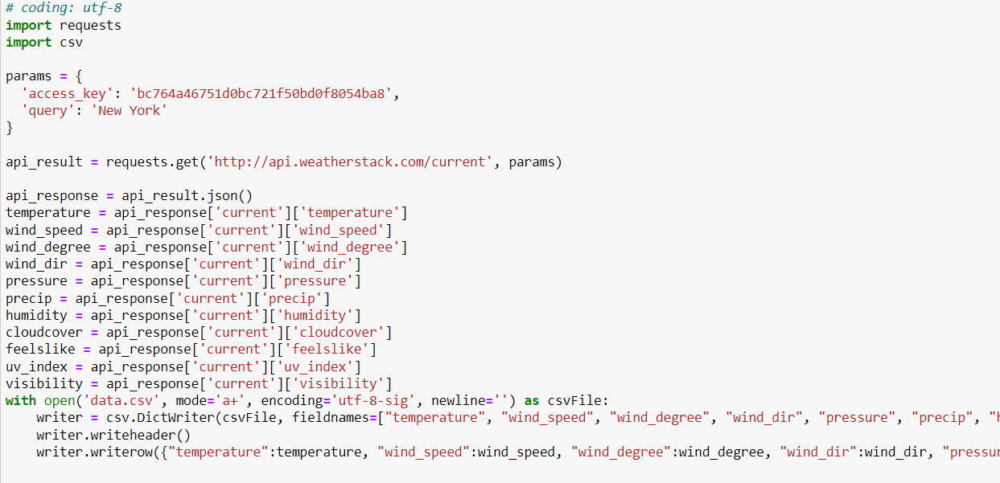 # coding: utf-8
import requests
import csv
params = {
'access_key': 'bc764a46751d0bc721f50bd0f8054ba8',
'query': 'New York'
}
api_result = requests.get('http://api.weatherstack.com/current', params)
api_response = api_result.json()
temperature = api_response['current']['temperature']
wind_speed = api_response['current']['wind_speed']
wind_degree = api_response['current']['wind_degree']
wind_dir = api_response['current']['wind_dir']
pressure = api_response['current']['pressure']
precip = api_response['current']['precip']
humidity = api_response['current']['humidity']
cloudcover = api_response['current']['cloudcover']
feelslike = api_response['current']['feelslike']
uv_index = api_response['current']['uv_index']
visibility = api_response['current']['visibility']
with open('data.csv', mode='a+', encoding='utf-8-sig', newline='') as csvFile:
writer = csv.DictWriter(csvFile, fieldnames=["temperature", "wind_speed", "wind_degree", "wind_dir", "pressure", "precip",
writer.writeheader()
writer.writerow({"temperature":temperature, "wind_speed":wind_speed, "wind_degree":wind_degree, "wind_dir":wind_dir,